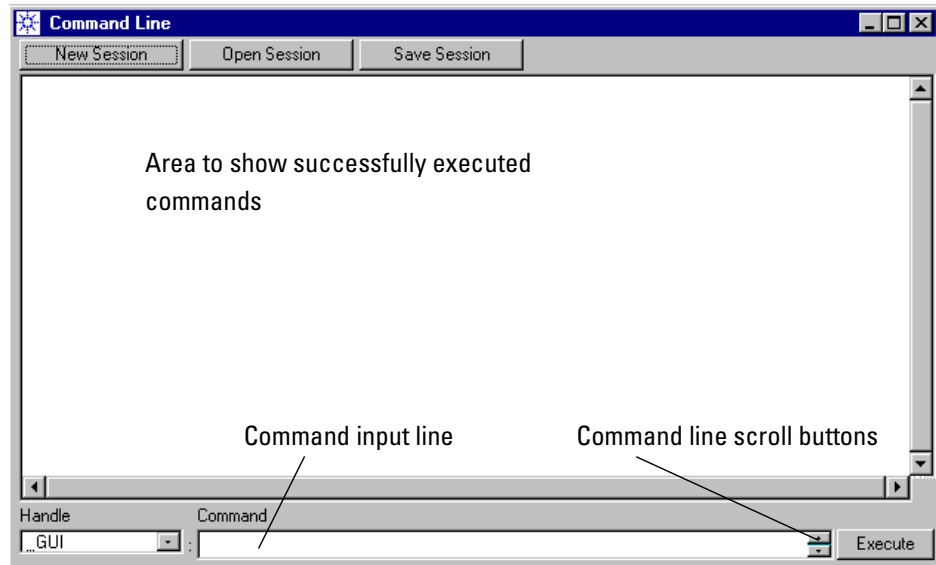 Command Line
New Session Open Session Save Session
Area to show successfully executed
commands
Command input line Command line scroll buttons
Handle Command
_GUI : Execute